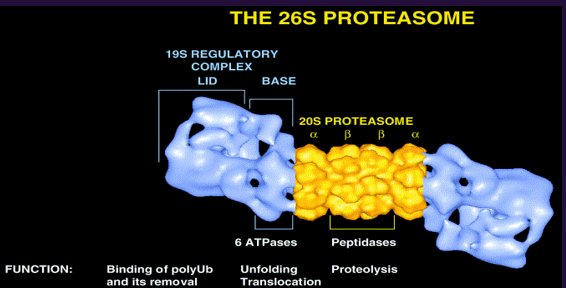 THE 26S PROTEASOME
19S REGULATORY
COMPLEX
LID BASE
20S PROTEASOME
α β β α
6 ATPases Peptidases
FUNCTION: Binding of polyUb Unfolding Proteolysis
and its removal Translocation